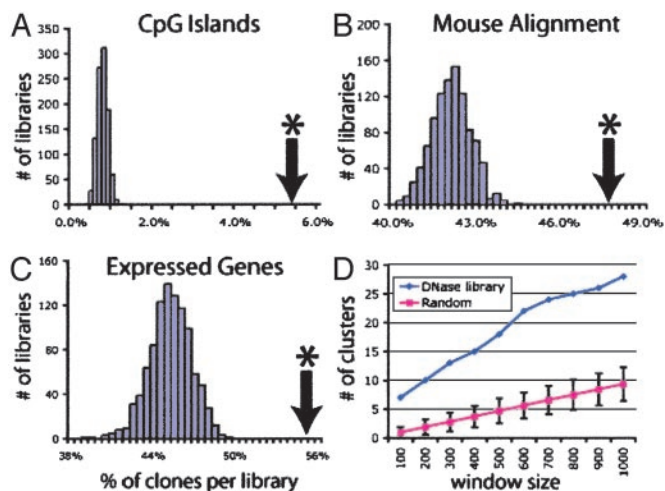 A
CpG Islands
# of libraries
350
300
250
200
150
100
50
0
*
0.0% 2.0% 4.0% 6.0%
B
Mouse Alignment
# of libraries
160
120
80
40
0
*
40.0% 43.0% 46.0% 49.0%
C
Expressed Genes
# of libraries
160
120
80
40
0
*
38% 44% 50% 56%
% of clones per library
D
# of clusters
30
25
20
15
10
5
0
DNase library
Random
100 200 300 400 500 600 700 800 900 1000
window size